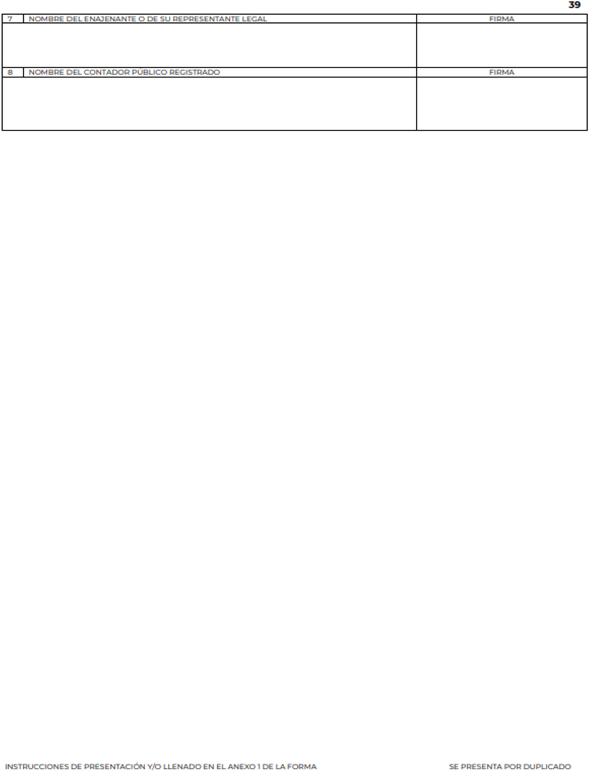 39
7 NOMBRE DEL ENAJENANTE O DE SU REPRESENTANTE LEGAL FIRMA
8 NOMBRE DEL CONTADOR PÚBLICO REGISTRADO FIRMA
INSTRUCCIONES DE PRESENTACIÓN Y/O LLENADO EN EL ANEXO 1 DE LA FORMA SE PRESENTA POR DUPLICADO